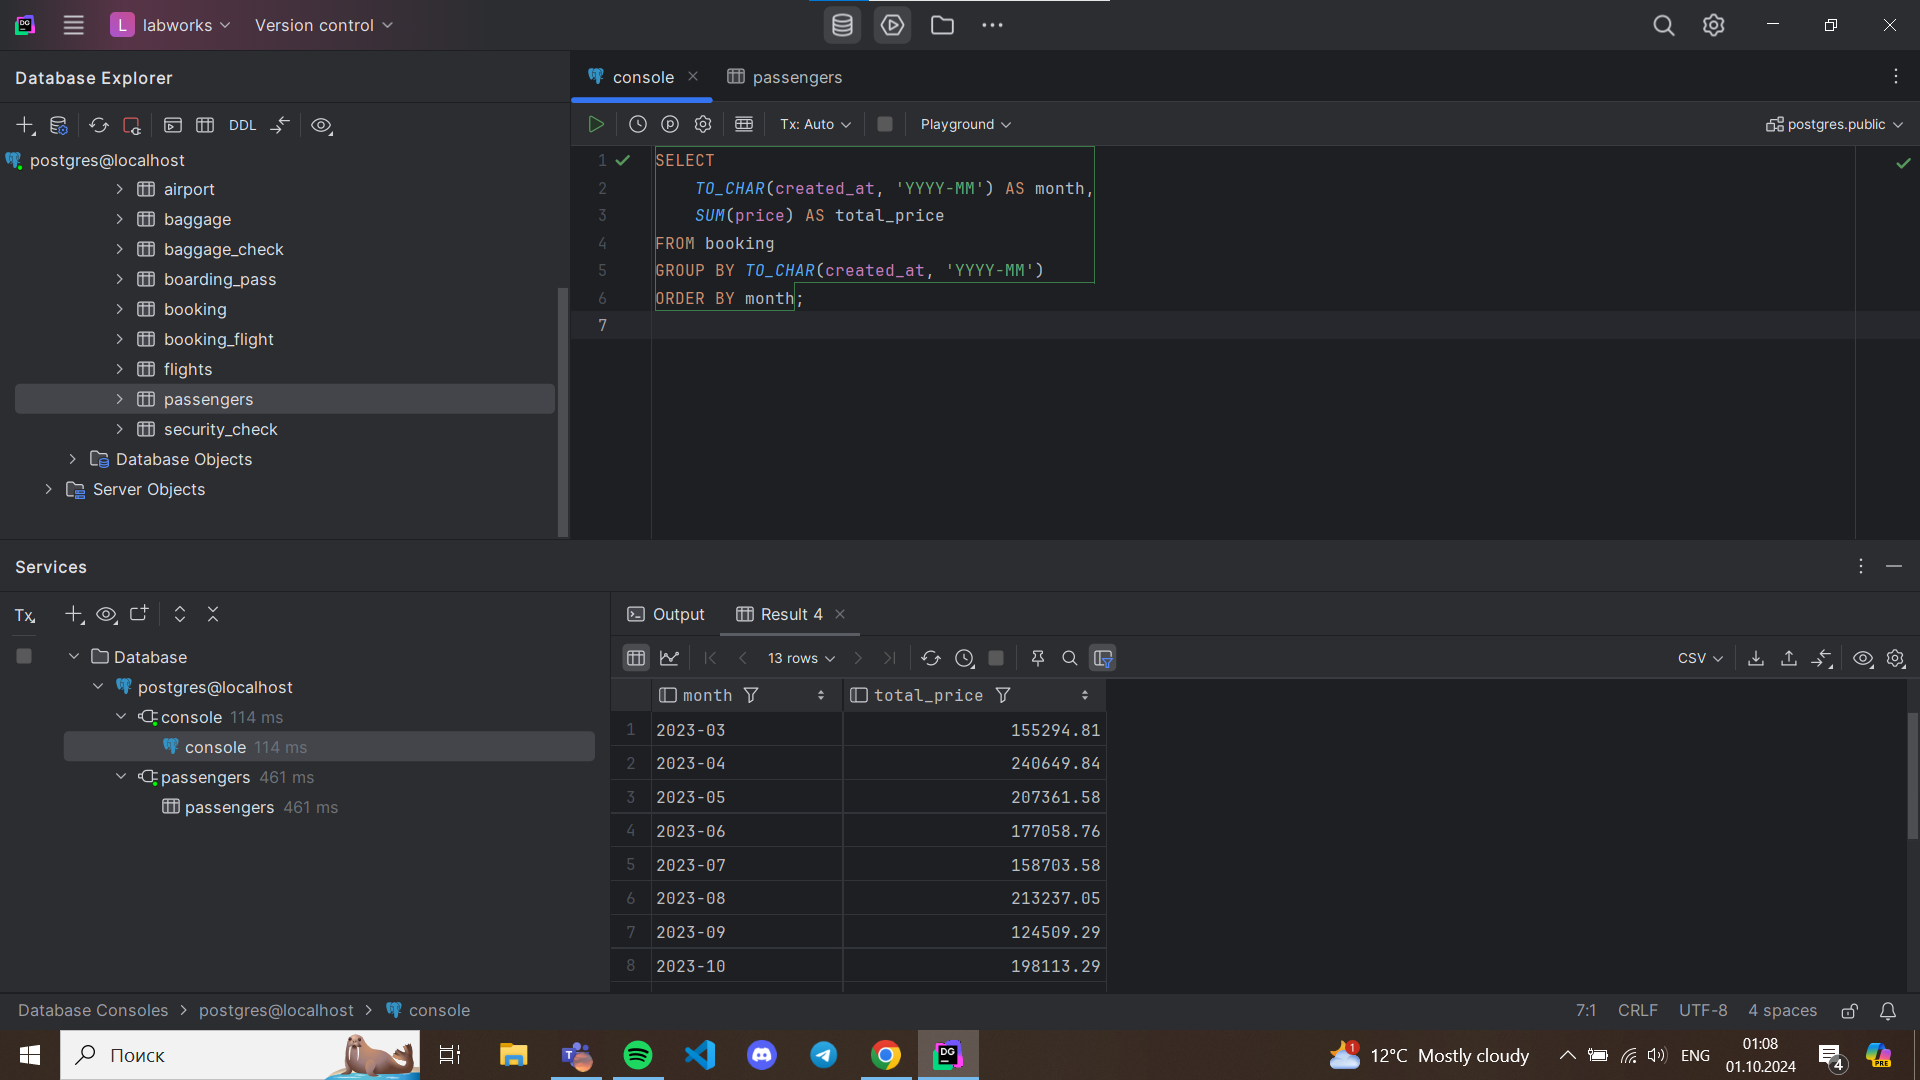 DG
L
labworks
Version control
Database Explorer
console
passengers
DDL
Tx: Auto
Playground
postgres.public
postgres@localhost
airport
baggage
baggage_check
boarding_pass
booking
booking_flight
flights
passengers
security_check
Database Objects
Server Objects
1 SELECT
2 TO_CHAR(created_at, 'YYYY-MM') AS month,
3 SUM(price) AS total_price
4 FROM booking
5 GROUP BY TO_CHAR(created_at, 'YYYY-MM')
6 ORDER BY month;
7
Services
Tx
Database
postgres@localhost
console 114 ms
console 114 ms
passengers 461 ms
passengers 461 ms
Output
Result 4
13 rows
CSV
month total_price
1 2023-03 155294.81
2 2023-04 240649.84
3 2023-05 207361.58
4 2023-06 177058.76
5 2023-07 158703.58
6 2023-08 213237.05
7 2023-09 124509.29
8 2023-10 198113.29
Database Consoles > postgres@localhost > console
7:1 CRLF UTF-8 4 spaces
Поиск
DG
1
12°C Mostly cloudy
ENG
01:08
01.10.2024
4
PRE